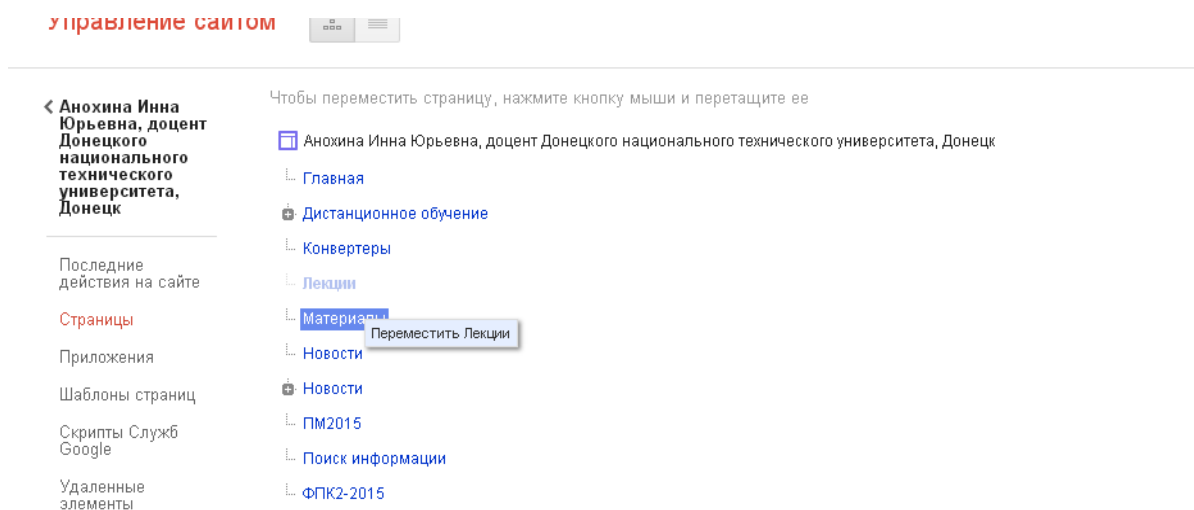 Управление сайтом
Чтобы переместить страницу, нажмите кнопку мыши и перетащите ее
Анохина Инна
Юрьевна, доцент
Донецкого
национального
технического
университета,
Донецк
Последние
действия на сайте
Страницы
Приложения
Шаблоны страниц
Скрипты Служб
Google
Удаленные
элементы
Анохина Инна Юрьевна, доцент Донецкого национального технического университета, Донецк
Главная
Дистанционное обучение
Конвертеры
Лекции
Материалы
Переместить Лекции
Новости
Новости
ПМ2015
Поиск информации
ФПК2-2015